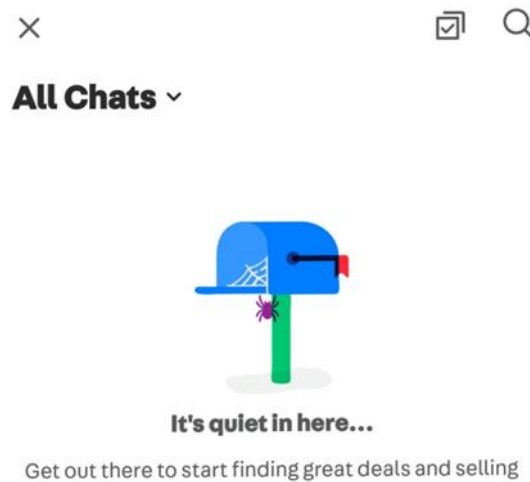 All Chats
It's quiet in here...
Get out there to start finding great deals and selling